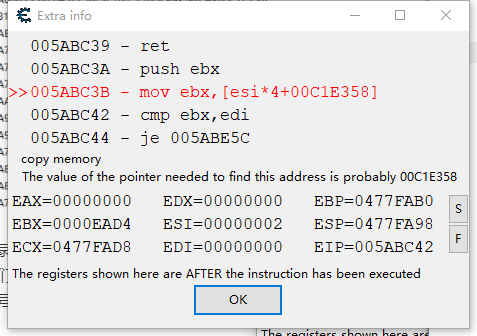 Extra info
005ABC39 - ret
005ABC3A - push ebx
>>005ABC3B - mov ebx,[esi*4+00C1E358]
005ABC42 - cmp ebx,edi
005ABC44 - je 005ABE5C
copy memory
The value of the pointer needed to find this address is probably 00C1E358
EAX=00000000 EDX=00000000 EBP=0477FAB0
EBX=0000EAD4 ESI=00000002 ESP=0477FA98
ECX=0477FAD8 EDI=00000000 EIP=005ABC42
S
F
The registers shown here are AFTER the instruction has been executed
OK
The registers shown here are